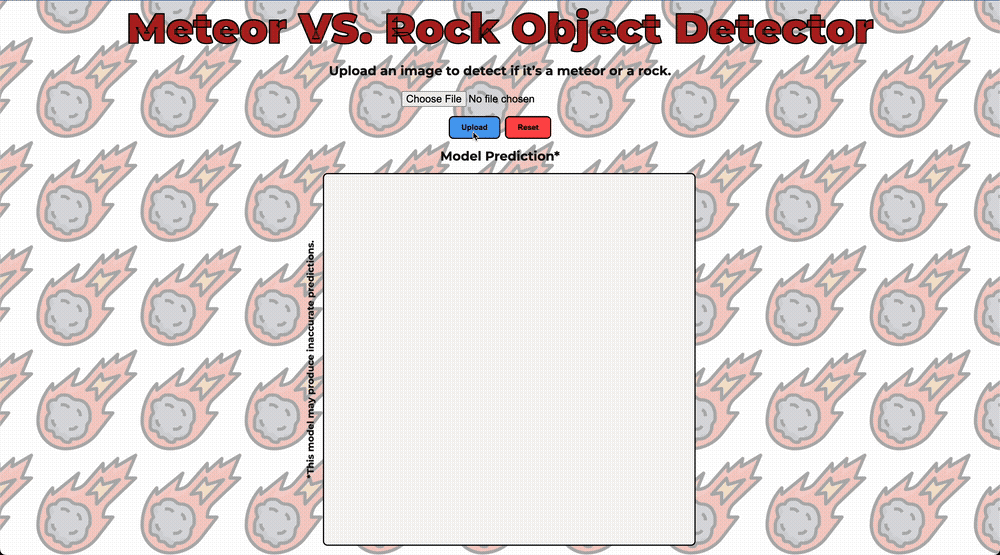 Meteor VS. Rock Object Detector
Upload an image to detect if it's a meteor or a rock.
Choose File No file chosen
Upload Reset
Model Prediction*
*This model may produce inaccurate predictions.